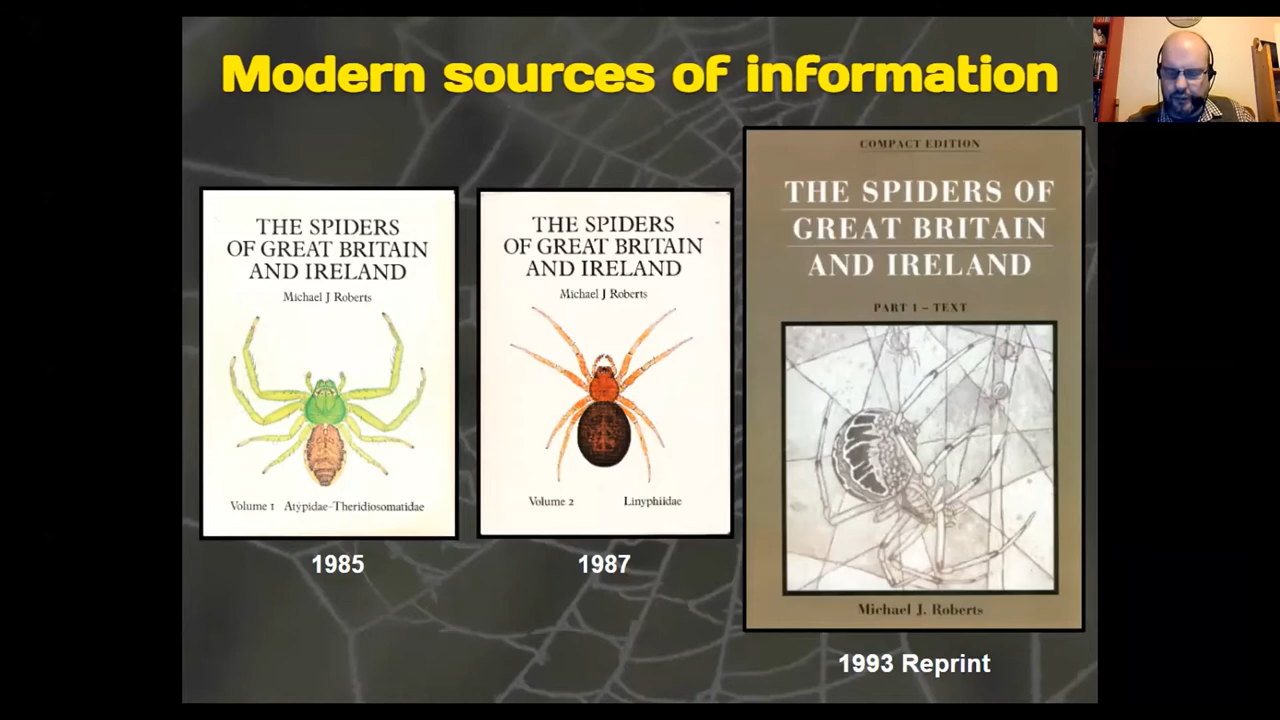 Modern sources of information
THE SPIDERS
OF GREAT BRITAIN
AND IRELAND
Michael J Roberts
Volume 1 Atypidae–Theridiosomatidae
1985
THE SPIDERS
OF GREAT BRITAIN
AND IRELAND
Michael J Roberts
Volume 2 Linyphiidae
1987
COMPACT EDITION
THE SPIDERS OF
GREAT BRITAIN
AND IRELAND
PART 1 – TEXT
Michael J. Roberts
1993 Reprint